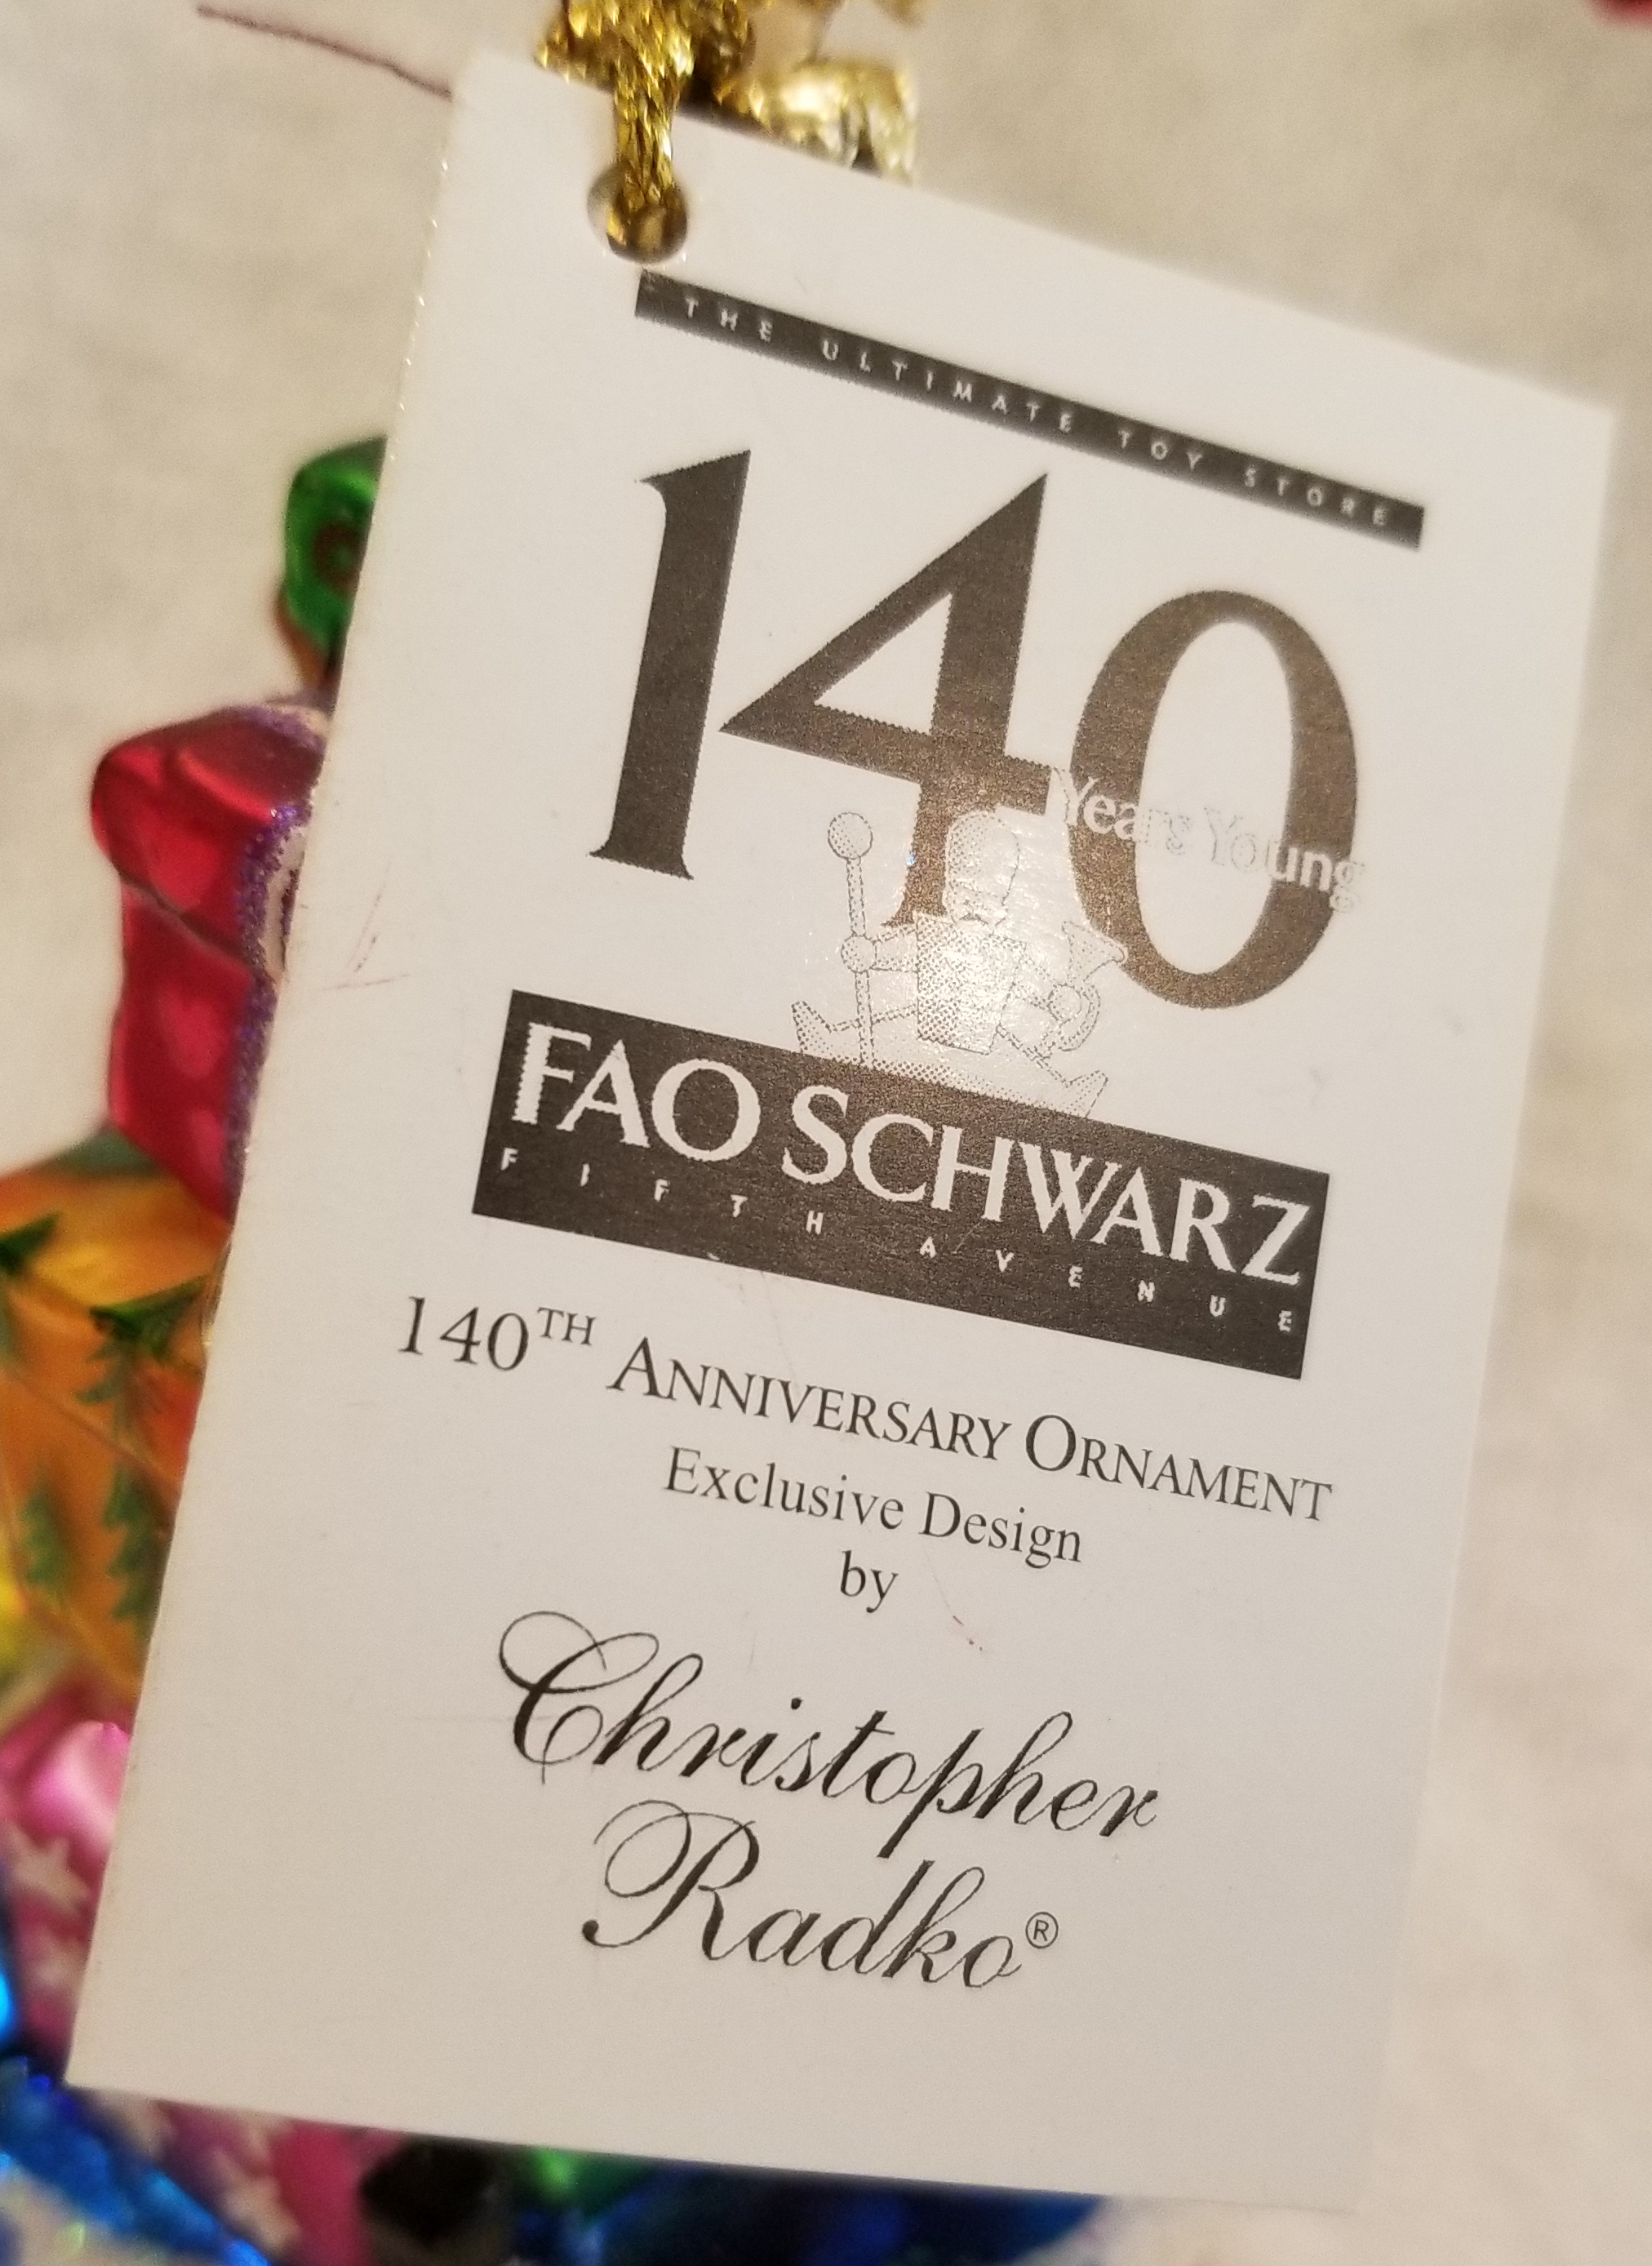 THE ULTIMATE TOY STORE
140
Years Young
FAO SCHWARZ
FIFTH AVENUE
140TH ANNIVERSARY ORNAMENT
Exclusive Design
by
Christopher
Radko®